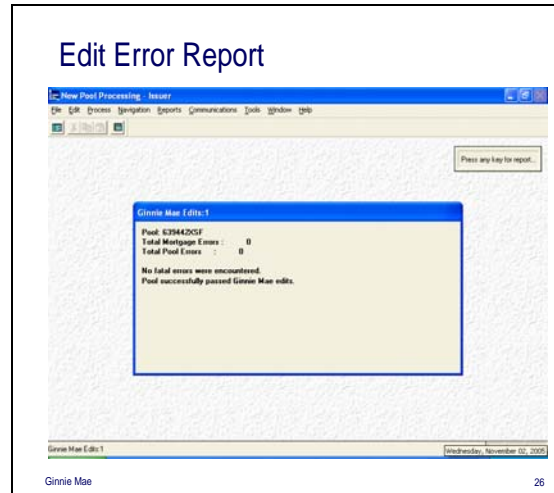 Edit Error Report
New Pool Processing - Issuer
File Edit Process Navigation Reports Communications Tools Window Help
Press any key for report...
Ginnie Mae Edits:1
Pool: 639442XSF
Total Mortgage Errors : 0
Total Pool Errors : 0
No fatal errors were encountered.
Pool successfully passed Ginnie Mae edits.
Ginnie Mae Edits:1
Wednesday, November 02, 2005
Ginnie Mae
26